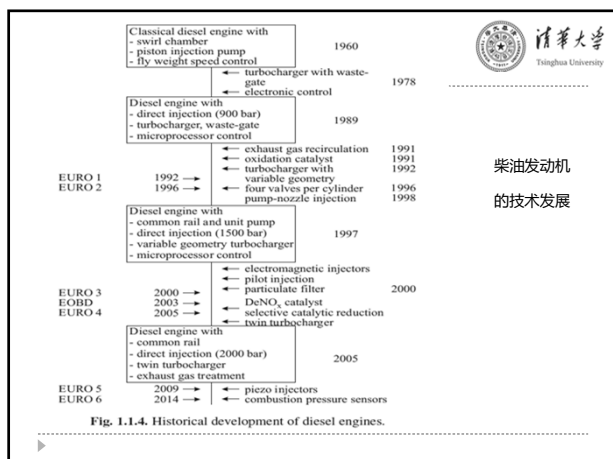 Classical diesel engine with
- swirl chamber
- piston injection pump
- fly weight speed control
1960
← turbocharger with waste-
gate 1978
← electronic control
Diesel engine with
- direct injection (900 bar)
- turbocharger, waste-gate
- microprocessor control
1989
← exhaust gas recirculation 1991
← oxidation catalyst 1991
← turbocharger with 1992
variable geometry
EURO 1 1992 →
EURO 2 1996 → ← four valves per cylinder 1996
pump-nozzle injection 1998
Diesel engine with
- common rail and unit pump
- direct injection (1500 bar)
- variable geometry turbocharger
- microprocessor control
1997
← electromagnetic injectors
← pilot injection
← particulate filter 2000
EURO 3 2000 →
EOBD 2003 → DeNOx catalyst
EURO 4 2005 → ← selective catalytic reduction
← twin turbocharger
Diesel engine with
- common rail
- direct injection (2000 bar)
- twin turbocharger
- exhaust gas treatment
2005
EURO 5 2009 → ← piezo injectors
EURO 6 2014 → ← combustion pressure sensors
Fig. 1.1.4. Historical development of diesel engines.
清华大学
Tsinghua University
柴油发动机
的技术发展